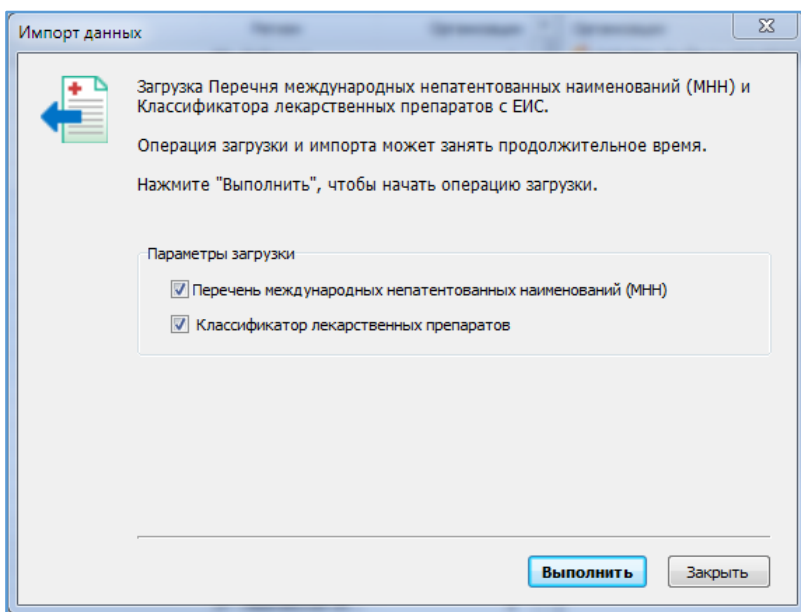 Импорт данных
Загрузка Перечня международных непатентованных наименований (МНН) и
Классификатора лекарственных препаратов с ЕИС.
Операция загрузки и импорта может занять продолжительное время.
Нажмите "Выполнить", чтобы начать операцию загрузки.
Параметры загрузки
Перечень международных непатентованных наименований (МНН)
Классификатор лекарственных препаратов
Выполнить Закрыть